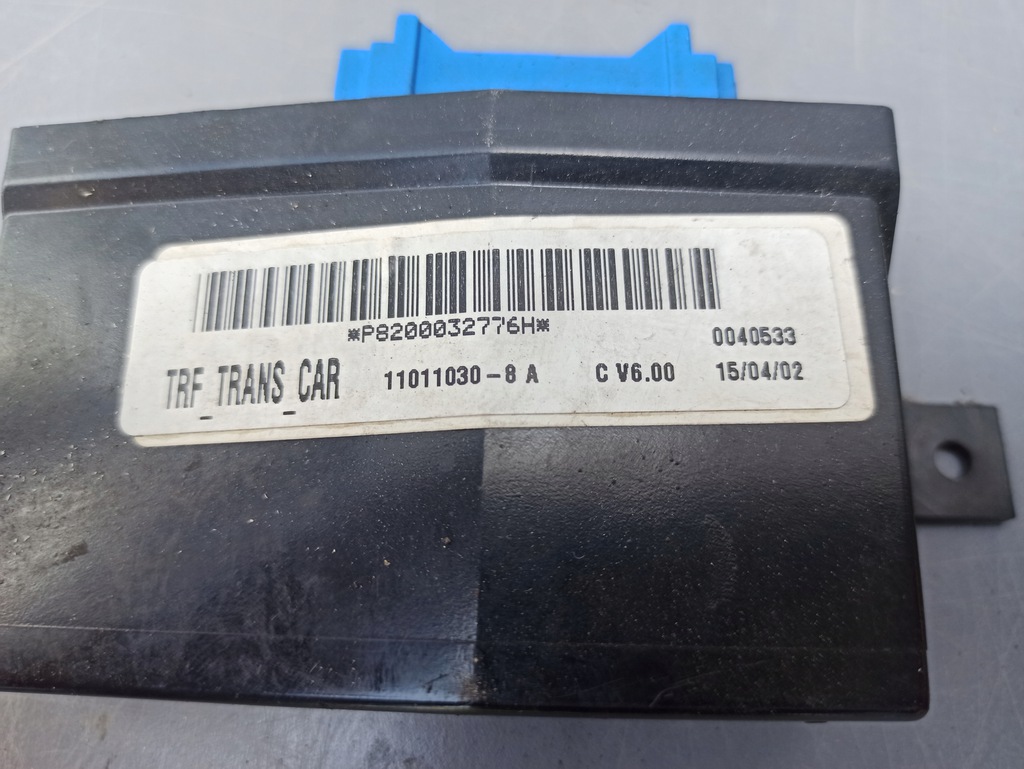 *P8200032776H*
0040533
TRF_TRANS_CAR 11011030-8 A C V6.00 15/04/02